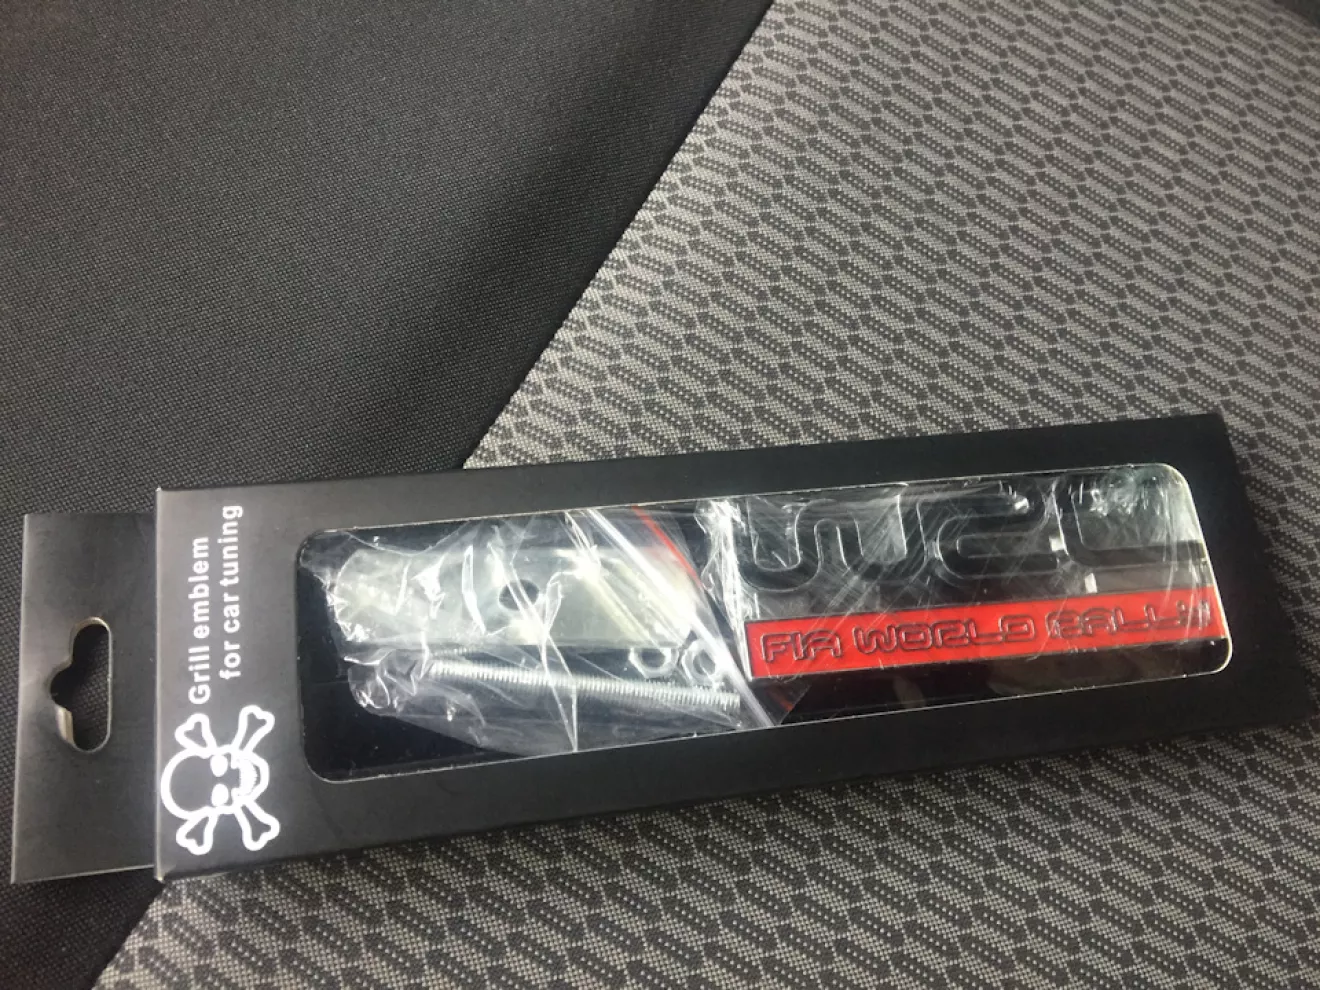 Grill emblem
for car tuning
WRC
FIA WORLD RALLY